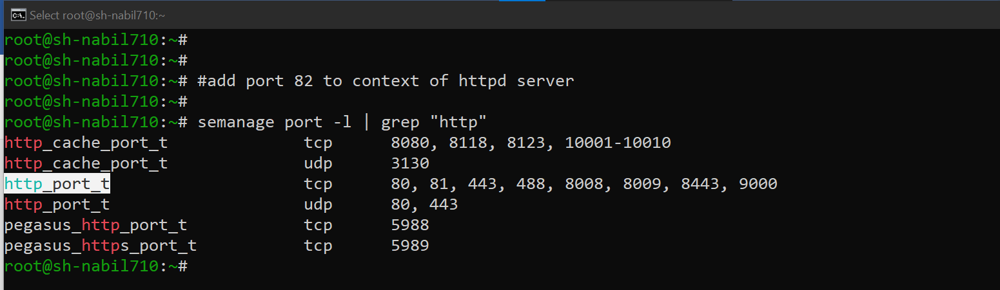 Select root@sh-nabil710:~
root@sh-nabil710:~#
root@sh-nabil710:~#
root@sh-nabil710:~# #add port 82 to context of httpd server
root@sh-nabil710:~#
root@sh-nabil710:~# semanage port -l | grep "http"
http_cache_port_t              tcp      8080, 8118, 8123, 10001-10010
http_cache_port_t              udp      3130
http_port_t                    tcp      80, 81, 443, 488, 8008, 8009, 8443, 9000
http_port_t                    udp      80, 443
pegasus_http_port_t            tcp      5988
pegasus_https_port_t           tcp      5989
root@sh-nabil710:~#